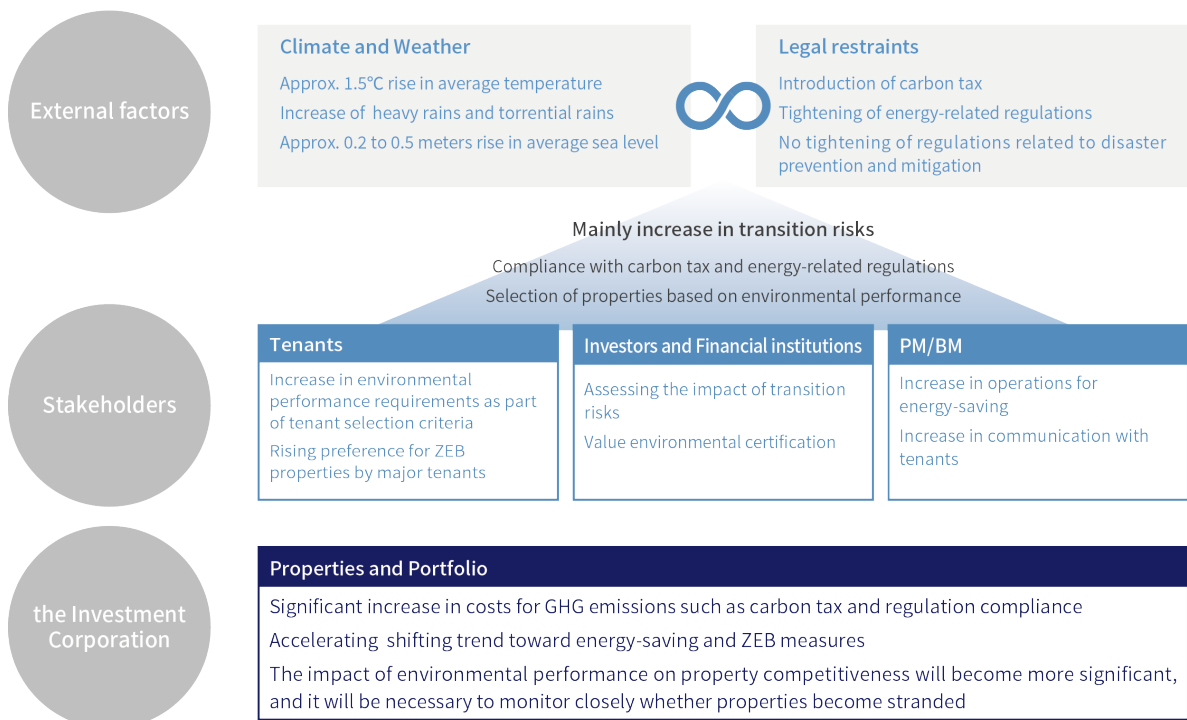 External factors
Climate and Weather
Approx. 1.5℃ rise in average temperature
Increase of heavy rains and torrential rains
Approx. 0.2 to 0.5 meters rise in average sea level
Legal restraints
Introduction of carbon tax
Tightening of energy-related regulations
No tightening of regulations related to disaster
prevention and mitigation
Mainly increase in transition risks
Compliance with carbon tax and energy-related regulations
Selection of properties based on environmental performance
Stakeholders
Tenants
Increase in environmental
performance requirements as part
of tenant selection criteria
Rising preference for ZEB
properties by major tenants
Investors and Financial institutions
Assessing the impact of transition
risks
Value environmental certification
PM/BM
Increase in operations for
energy-saving
Increase in communication with
tenants
the Investment
Corporation
Properties and Portfolio
Significant increase in costs for GHG emissions such as carbon tax and regulation compliance
Accelerating shifting trend toward energy-saving and ZEB measures
The impact of environmental performance on property competitiveness will become more significant,
and it will be necessary to monitor closely whether properties become stranded